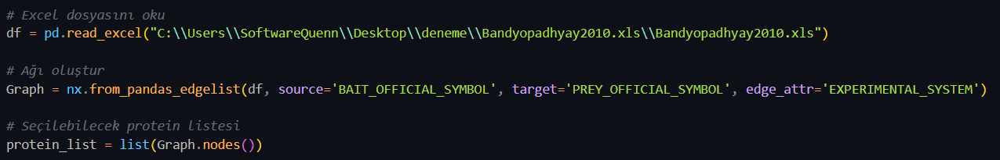 # Excel dosyasını oku
df = pd.read_excel("C:\\Users\\SoftwareQuenn\\Desktop\\deneme\\Bandyopadhyay2010.xls\\Bandyopadhyay2010.xls")
# Ağı oluştur
Graph = nx.from_pandas_edgelist(df, source='BAIT_OFFICIAL_SYMBOL', target='PREY_OFFICIAL_SYMBOL', edge_attr='EXPERIMENTAL_SYSTEM')
# Seçilebilecek protein listesi
protein_list = list(Graph.nodes())